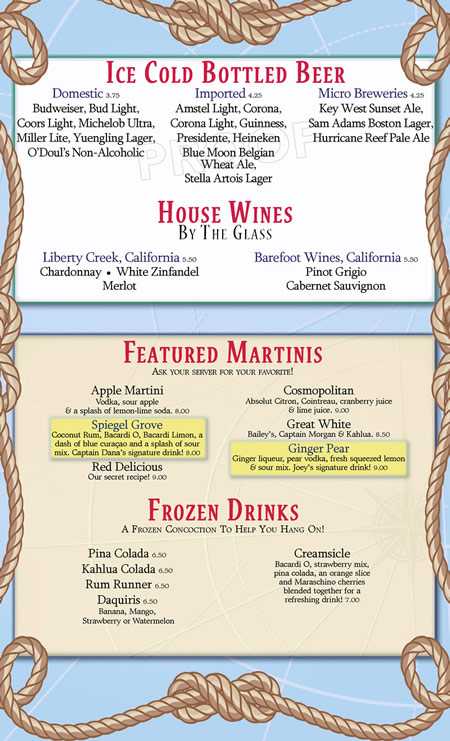 Ice Cold Bottled Beer
Domestic 3.75
Budweiser, Bud Light,
Coors Light, Michelob Ultra,
Miller Lite, Yuengling Lager,
O'Doul's Non-Alcoholic
Imported 4.25
Amstel Light, Corona,
Corona Light, Guinness,
Presidente, Heineken
Blue Moon Belgian
Wheat Ale,
Stella Artois Lager
Micro Breweries 4.25
Key West Sunset Ale,
Sam Adams Boston Lager,
Hurricane Reef Pale Ale
PROOF
House Wines
By The Glass
Liberty Creek, California 5.50
Chardonnay • White Zinfandel
Merlot
Barefoot Wines, California 5.50
Pinot Grigio
Cabernet Sauvignon
Featured Martinis
Ask your server for your favorite!
Apple Martini
Vodka, sour apple
& a splash of lemon-lime soda. 8.00
Spiegel Grove
Coconut Rum, Bacardi O, Bacardi Limon, a
dash of blue curaçao and a splash of sour
mix. Captain Dana's signature drink! 8.00
Red Delicious
Our secret recipe! 9.00
Cosmopolitan
Absolut Citron, Cointreau, cranberry juice
& lime juice. 9.00
Great White
Bailey's, Captain Morgan & Kahlua. 8.50
Ginger Pear
Ginger liqueur, pear vodka, fresh squeezed lemon
& sour mix. Joey's signature drink! 9.00
Frozen Drinks
A Frozen Concoction To Help You Hang On!
Pina Colada 6.50
Kahlua Colada 6.50
Rum Runner 6.50
Daquiris 6.50
Banana, Mango,
Strawberry or Watermelon
Creamsicle
Bacardi O, strawberry mix,
pina colada, an orange slice
and Maraschino cherries
blended together for a
refreshing drink! 7.00